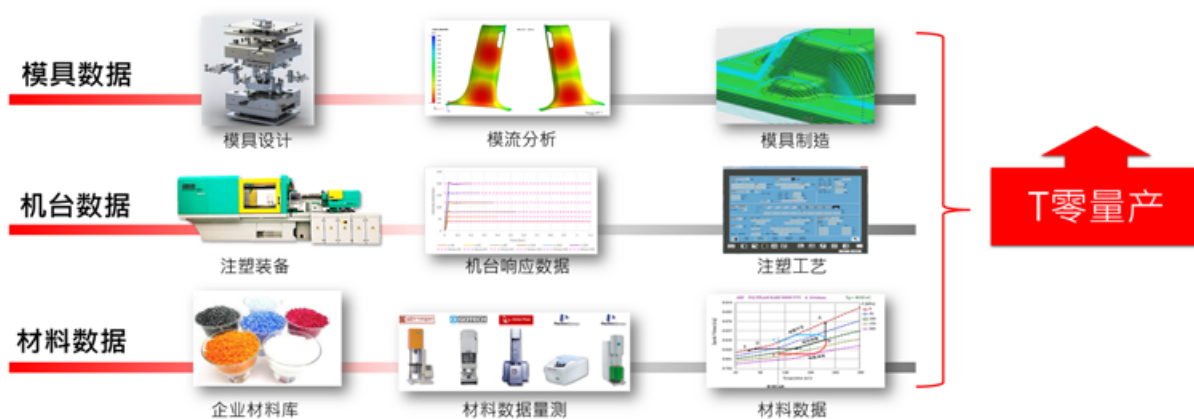 模具数据
模具设计
模流分析
模具制造
机台数据
注塑装备
机台响应数据
注塑工艺
T零量产
材料数据
企业材料库
GOTECH
材料数据量测
材料数据